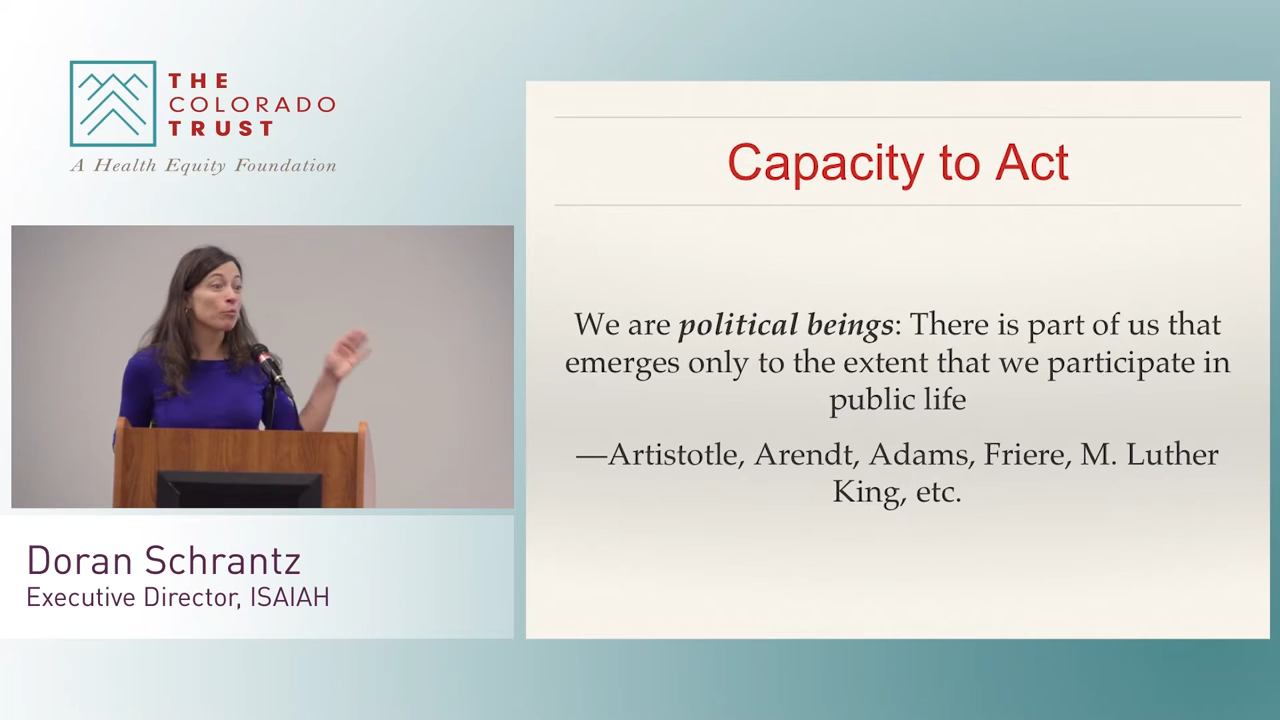 THE
COLORADO
TRUST
A Health Equity Foundation
Doran Schrantz
Executive Director, ISAIAH
Capacity to Act
We are political beings: There is part of us that
emerges only to the extent that we participate in
public life
—Artistotle, Arendt, Adams, Friere, M. Luther
King, etc.